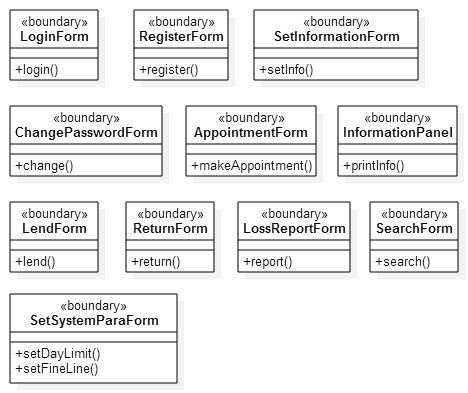 «boundary»
LoginForm
+login()
«boundary»
RegisterForm
+register()
«boundary»
SetInformationForm
+setInfo()
«boundary»
ChangePasswordForm
+change()
«boundary»
AppointmentForm
+makeAppointment()
«boundary»
InformationPanel
+printInfo()
«boundary»
LendForm
+lend()
«boundary»
ReturnForm
+return()
«boundary»
LossReportForm
+report()
«boundary»
SearchForm
+search()
«boundary»
SetSystemParaForm
+setDayLimit()
+setFineLine()